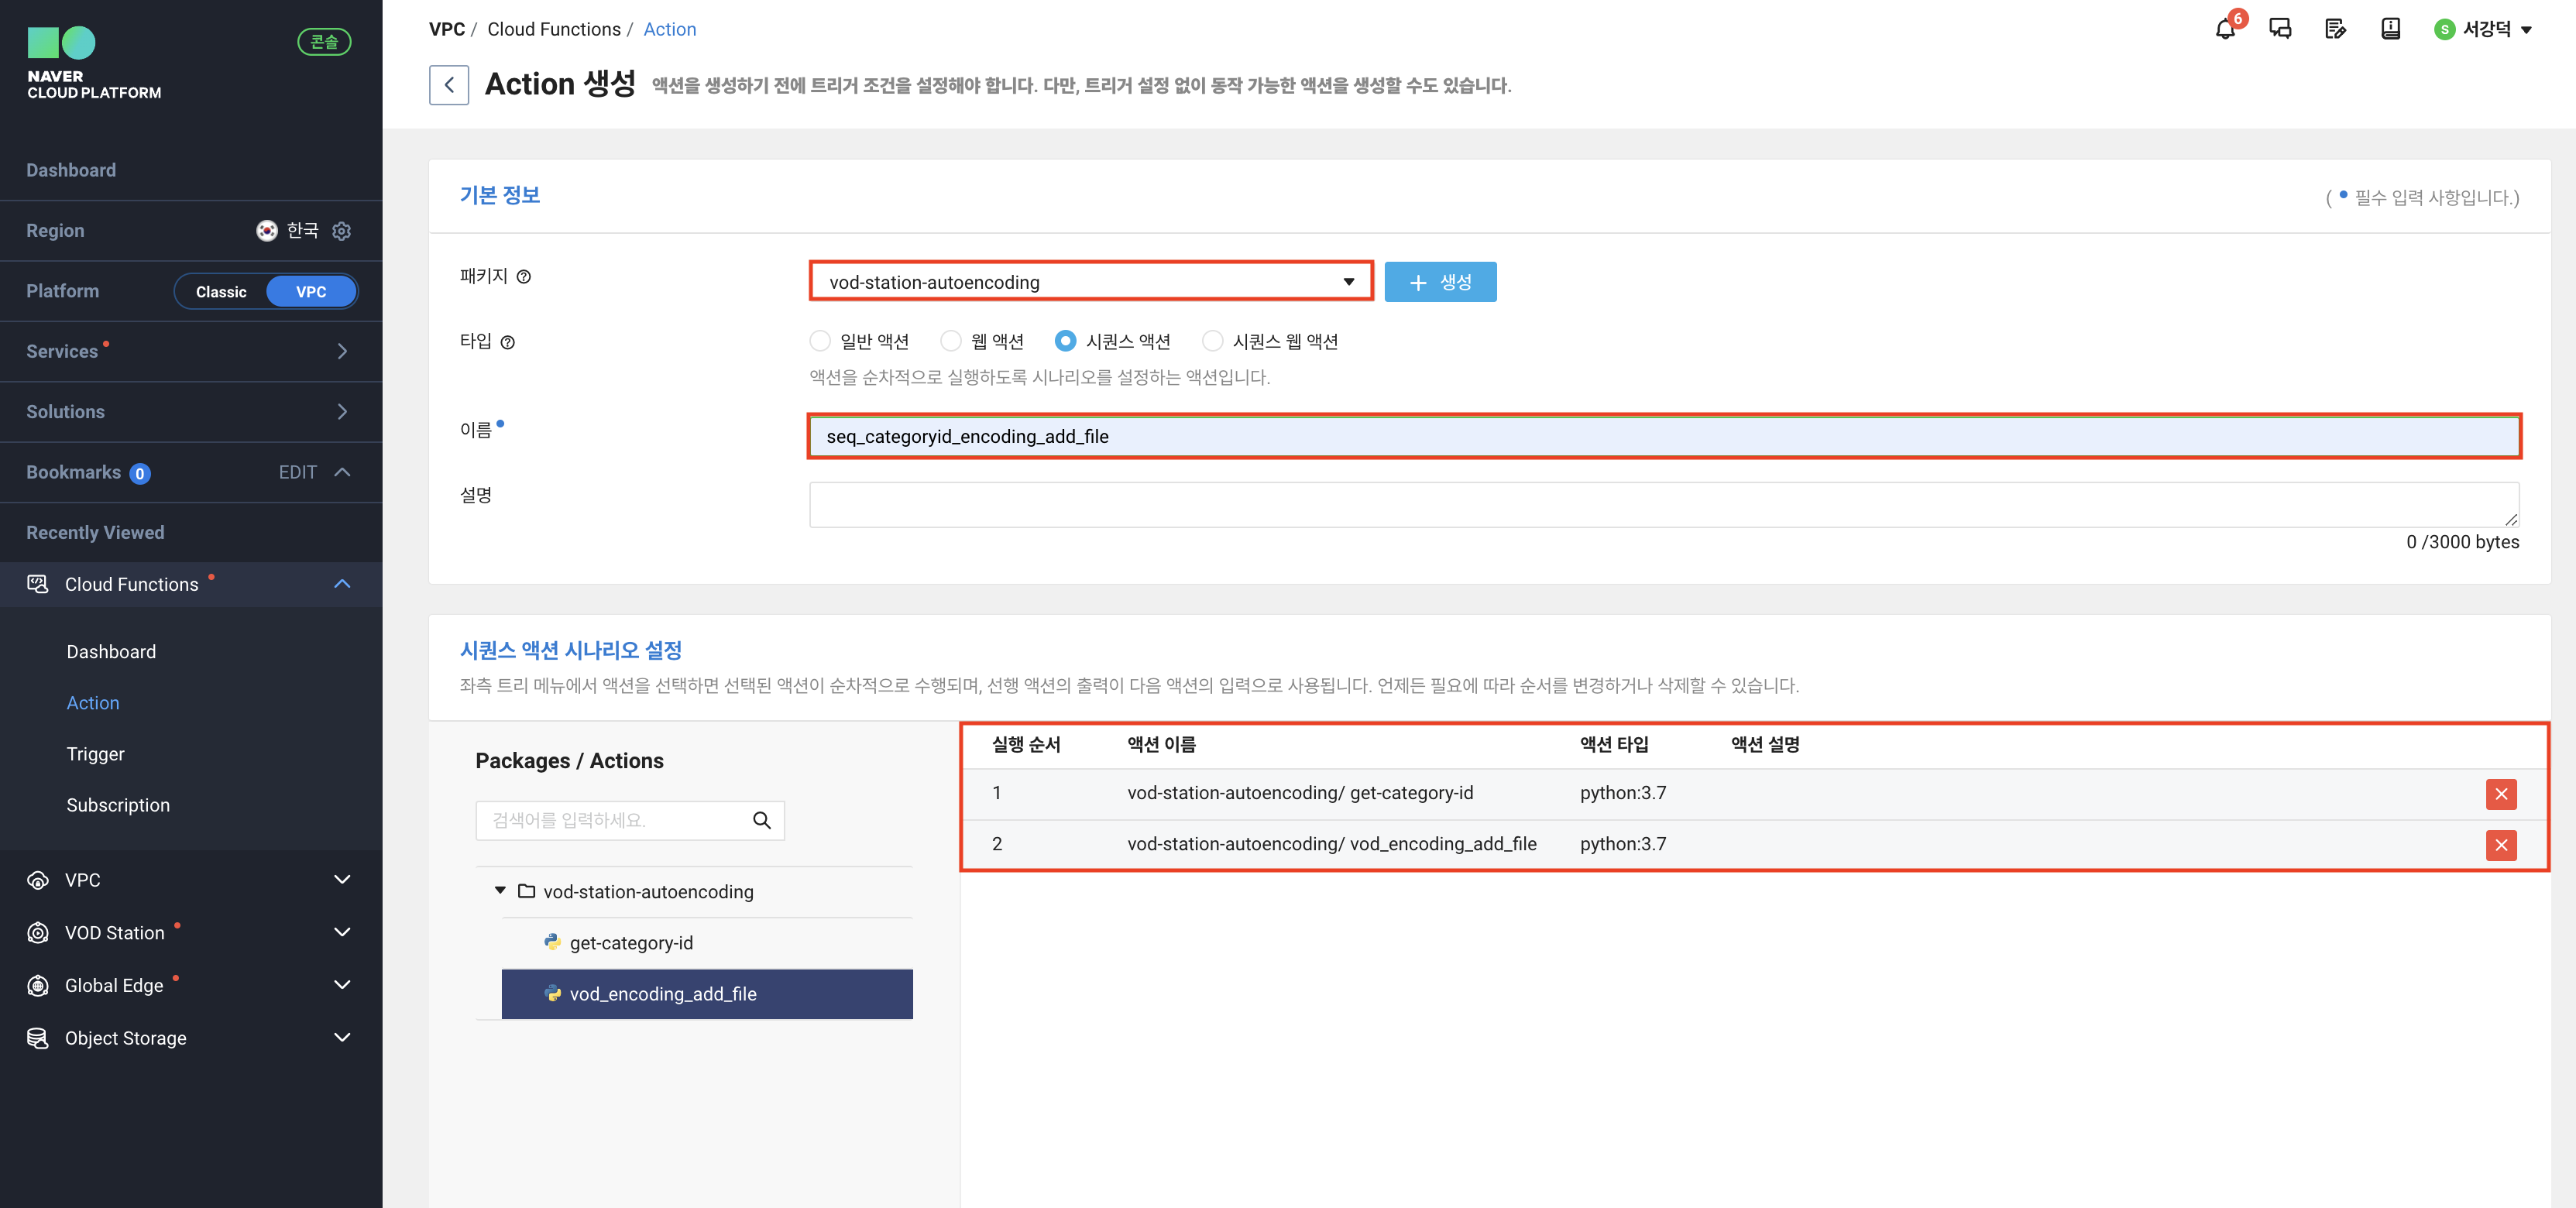 NAVER
CLOUD PLATFORM
콘솔
Dashboard
Region 한국
Platform Classic VPC
Services
Solutions
Bookmarks 0 EDIT
Recently Viewed
Cloud Functions
Dashboard
Action
Trigger
Subscription
VPC
VOD Station
Global Edge
Object Storage
VPC / Cloud Functions / Action
6
S 서강덕
Action 생성 액션을 생성하기 전에 트리거 조건을 설정해야 합니다. 다만, 트리거 설정 없이 동작 가능한 액션을 생성할 수도 있습니다.
기본 정보
( • 필수 입력 사항입니다.)
패키지 vod-station-autoencoding + 생성
타입 일반 액션 웹 액션 시퀀스 액션 시퀀스 웹 액션
액션을 순차적으로 실행하도록 시나리오를 설정하는 액션입니다.
이름 • seq_categoryid_encoding_add_file
설명
0 /3000 bytes
시퀀스 액션 시나리오 설정
좌측 트리 메뉴에서 액션을 선택하면 선택된 액션이 순차적으로 수행되며, 선행 액션의 출력이 다음 액션의 입력으로 사용됩니다. 언제든 필요에 따라 순서를 변경하거나 삭제할 수 있습니다.
Packages / Actions
검색어를 입력하세요.
vod-station-autoencoding
get-category-id
vod_encoding_add_file
실행 순서 액션 이름 액션 타입 액션 설명
1 vod-station-autoencoding/ get-category-id python:3.7
2 vod-station-autoencoding/ vod_encoding_add_file python:3.7